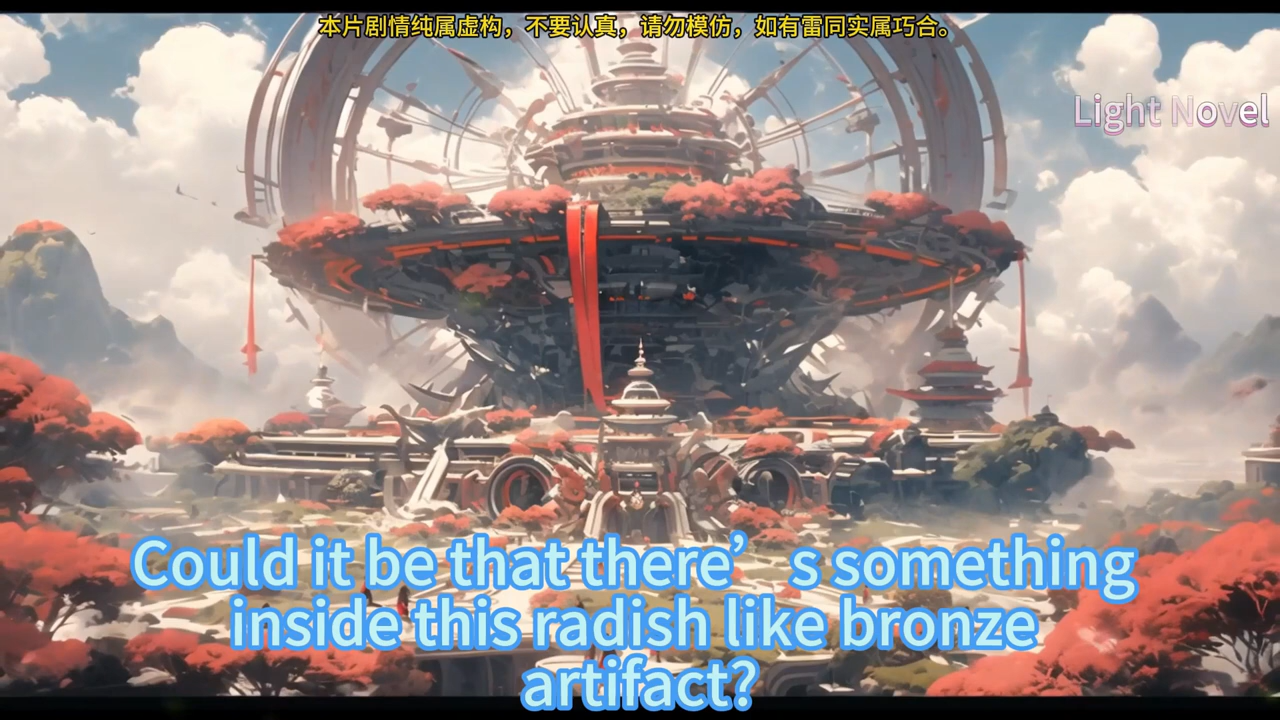 本片剧情纯属虚构，不要认真，请勿模仿，如有雷同实属巧合。
Light Novel
Could it be that there’s something
inside this radish like bronze
artifact?